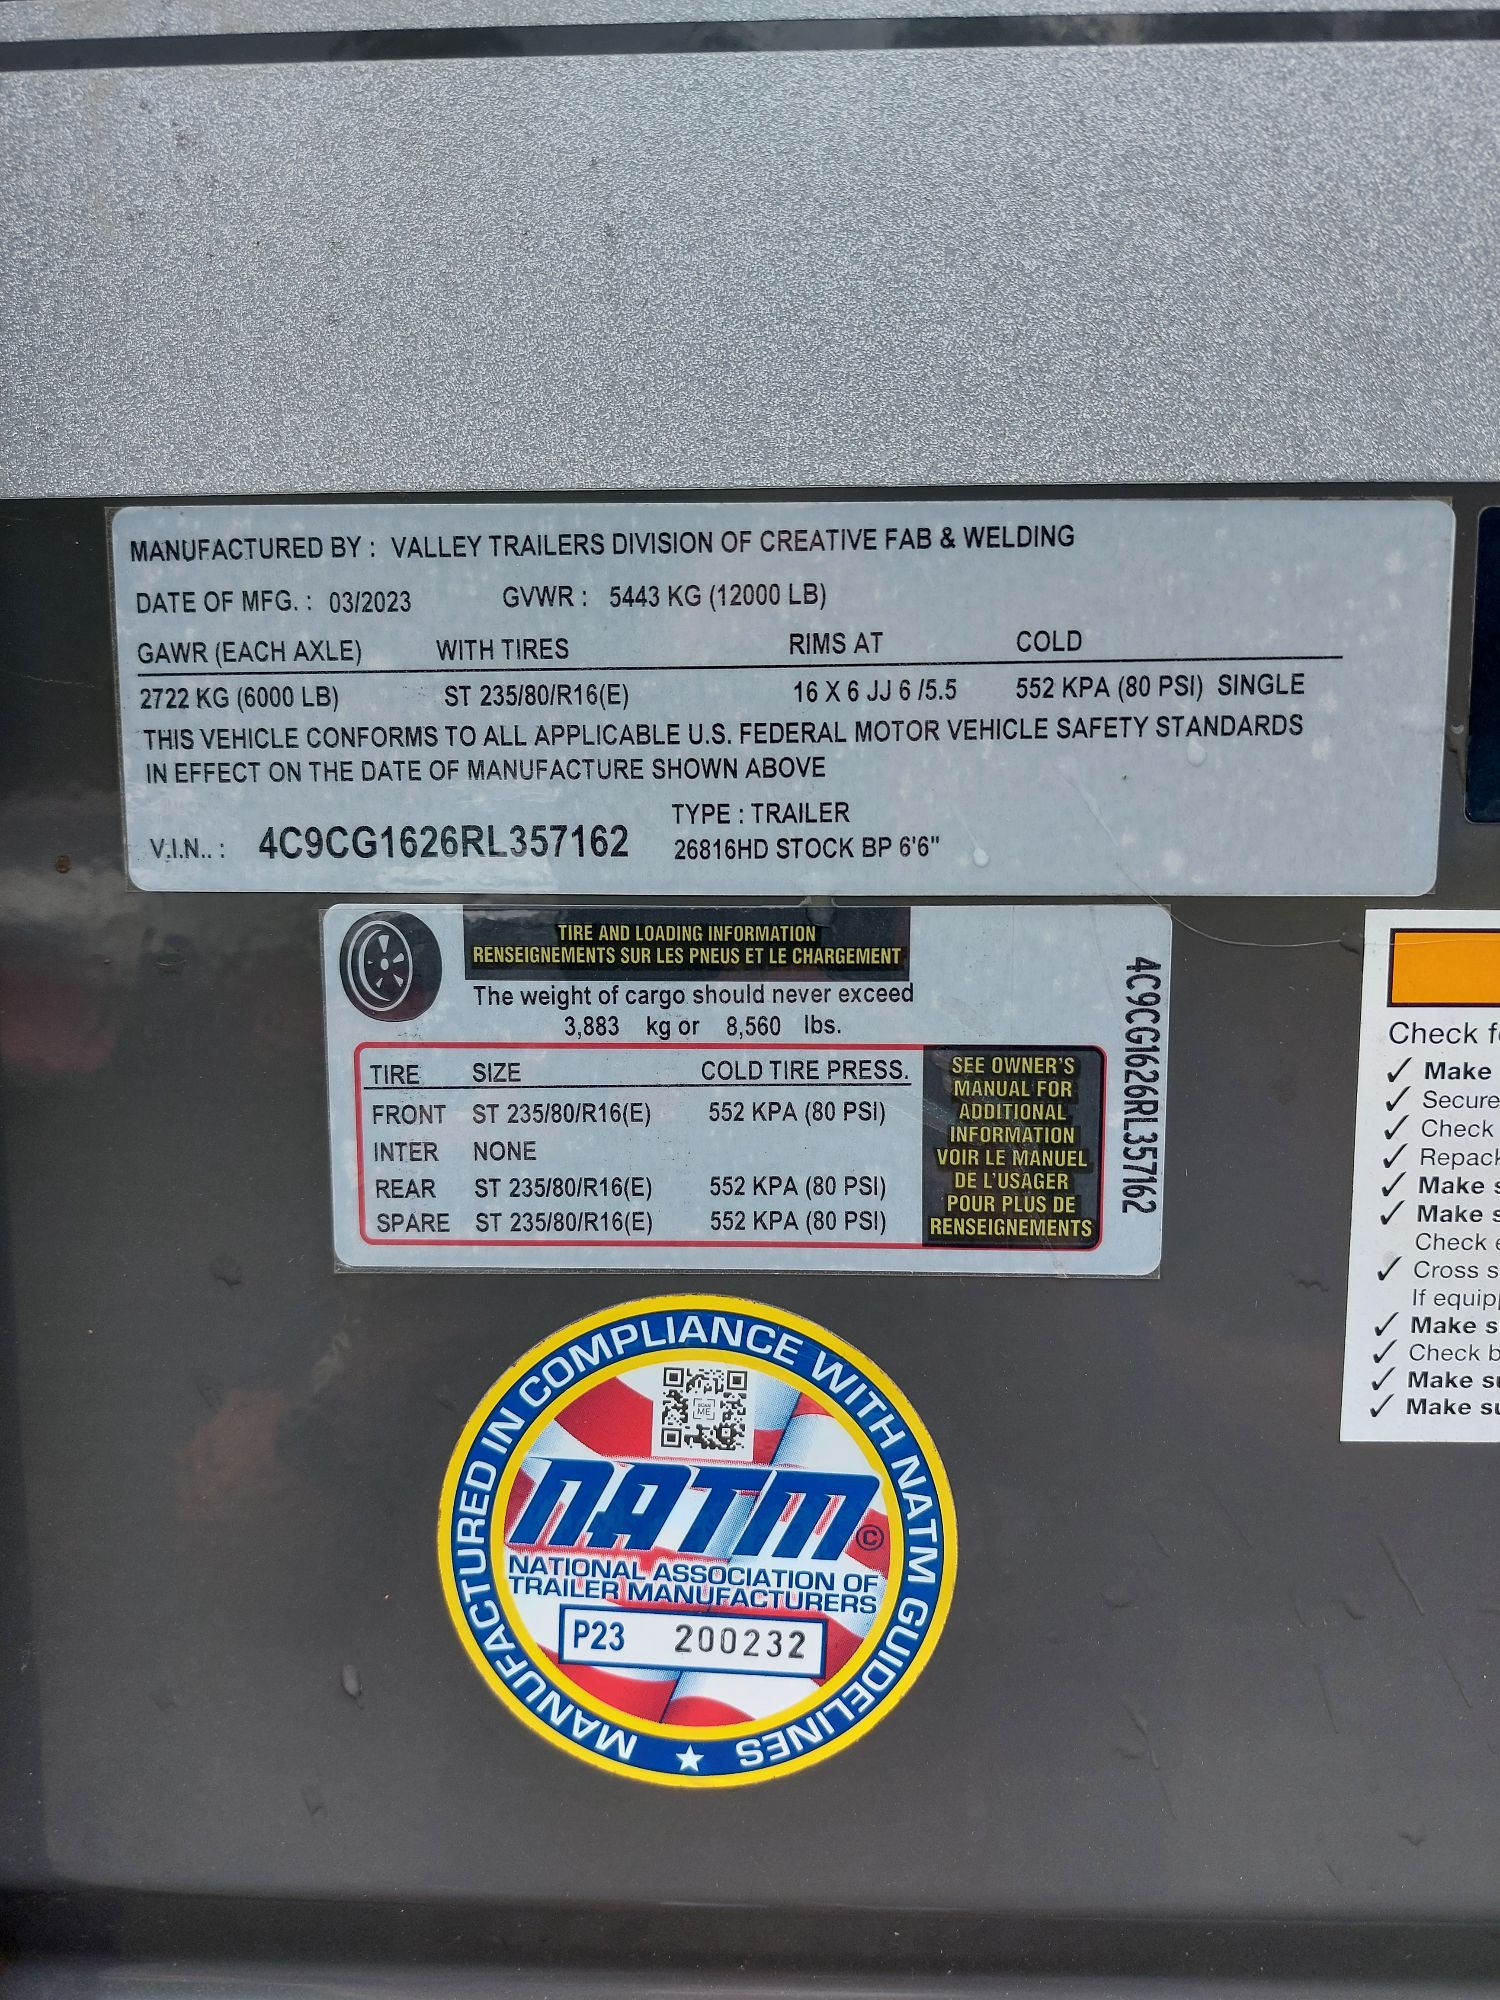 MANUFACTURED BY : VALLEY TRAILERS DIVISION OF CREATIVE FAB & WELDING
DATE OF MFG. : 03/2023 GVWR : 5443 KG (12000 LB)
GAWR (EACH AXLE) WITH TIRES RIMS AT COLD
2722 KG (6000 LB) ST 235/80/R16(E) 16 X 6 JJ 6 /5.5 552 KPA (80 PSI) SINGLE
THIS VEHICLE CONFORMS TO ALL APPLICABLE U.S. FEDERAL MOTOR VEHICLE SAFETY STANDARDS
IN EFFECT ON THE DATE OF MANUFACTURE SHOWN ABOVE
TYPE : TRAILER
V.I.N.. : 4C9CG1626RL357162 26816HD STOCK BP 6'6"
TIRE AND LOADING INFORMATION
RENSEIGNEMENTS SUR LES PNEUS ET LE CHARGEMENT
The weight of cargo should never exceed
3,883 kg or 8,560 lbs.
TIRE SIZE COLD TIRE PRESS.
FRONT ST 235/80/R16(E) 552 KPA (80 PSI)
INTER NONE
REAR ST 235/80/R16(E) 552 KPA (80 PSI)
SPARE ST 235/80/R16(E) 552 KPA (80 PSI)
SEE OWNER'S
MANUAL FOR
ADDITIONAL
INFORMATION
VOIR LE MANUEL
DE L'USAGER
POUR PLUS DE
RENSEIGNEMENTS
4C9CG1626RL357162
Check
✓ Make
✓ Secure
✓ Check
✓ Repack
✓ Make
✓ Make
Check
✓ Cross
If equip
✓ Make
✓ Check
✓ Make
✓ Make
MANUFACTURED IN COMPLIANCE WITH NATM GUIDELINES ★
SCAN
ME
NATM ©
NATIONAL ASSOCIATION OF
TRAILER MANUFACTURERS
P23 200232